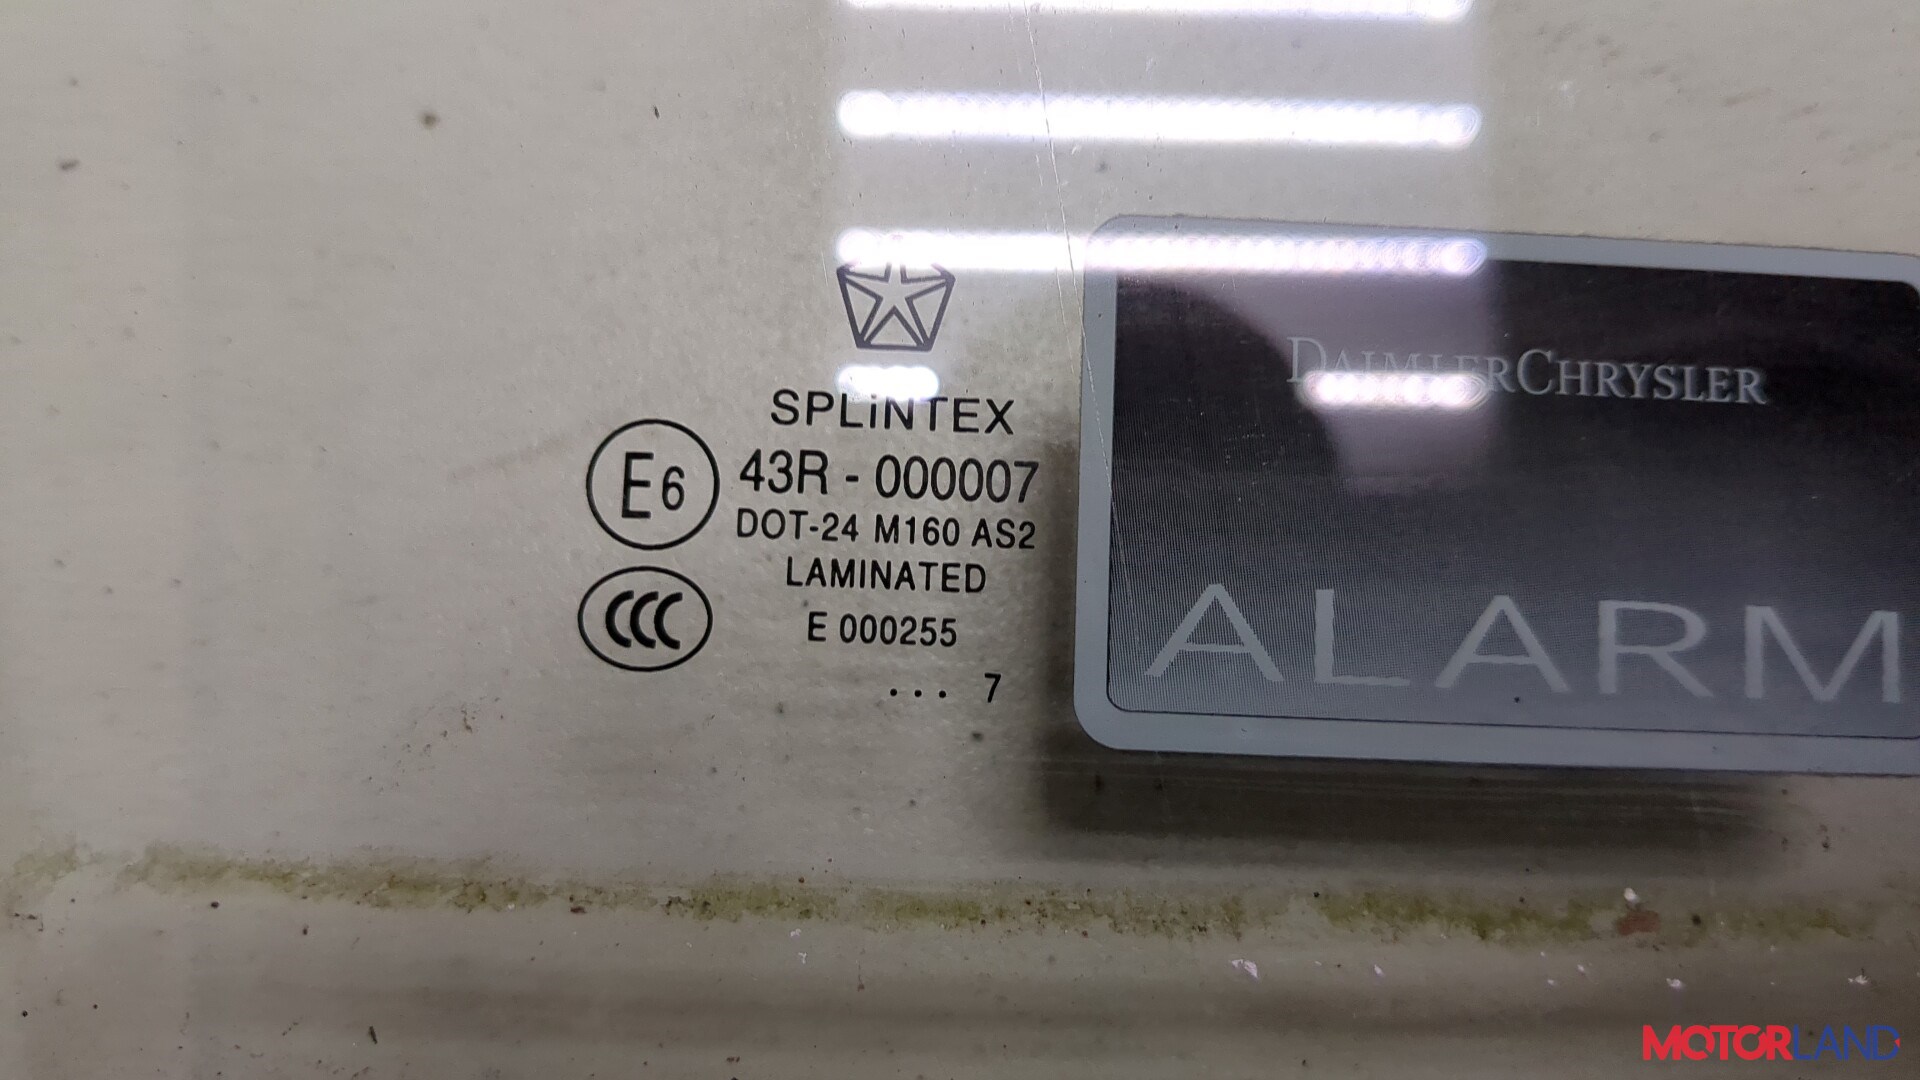 SPLiNTEX
E6
43R - 000007
DOT-24 M160 AS2
LAMINATED
CCC
E 000255
... 7
DAIMLERCHRYSLER
ALARM
MOTORLAND